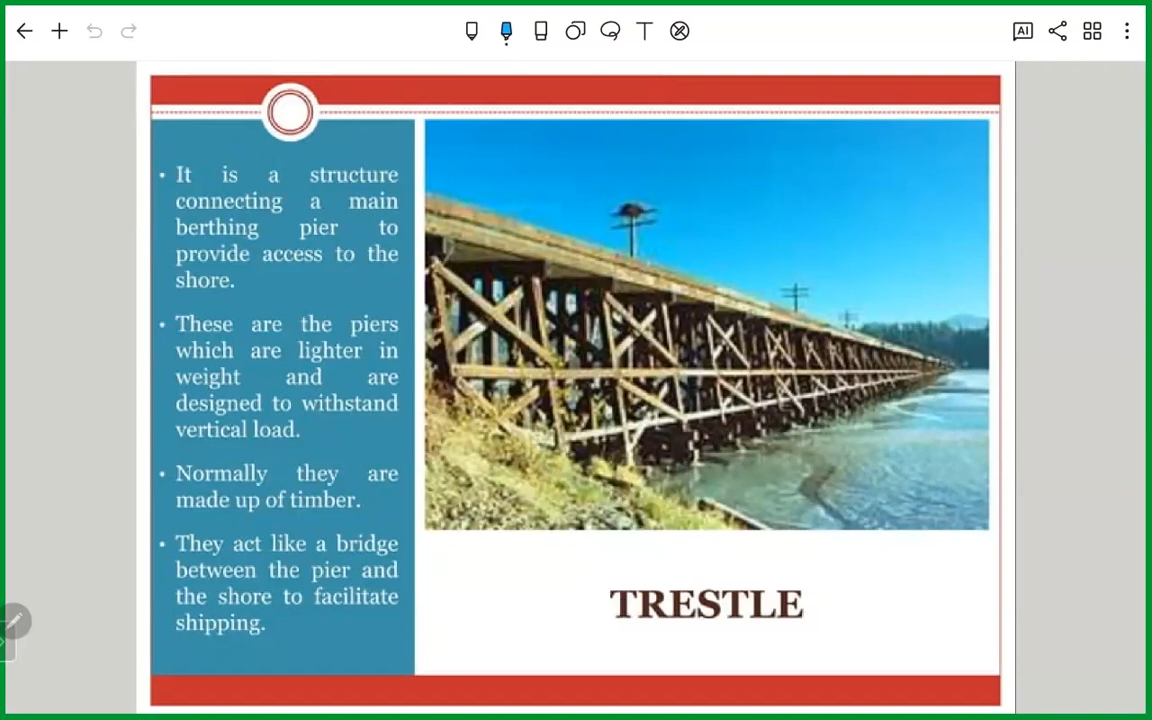 AI
T
• It is a structure
connecting a main
berthing pier to
provide access to the
shore.
• These are the piers
which are lighter in
weight and are
designed to withstand
vertical load.
• Normally they are
made up of timber.
• They act like a bridge
between the pier and
the shore to facilitate
shipping.
TRESTLE